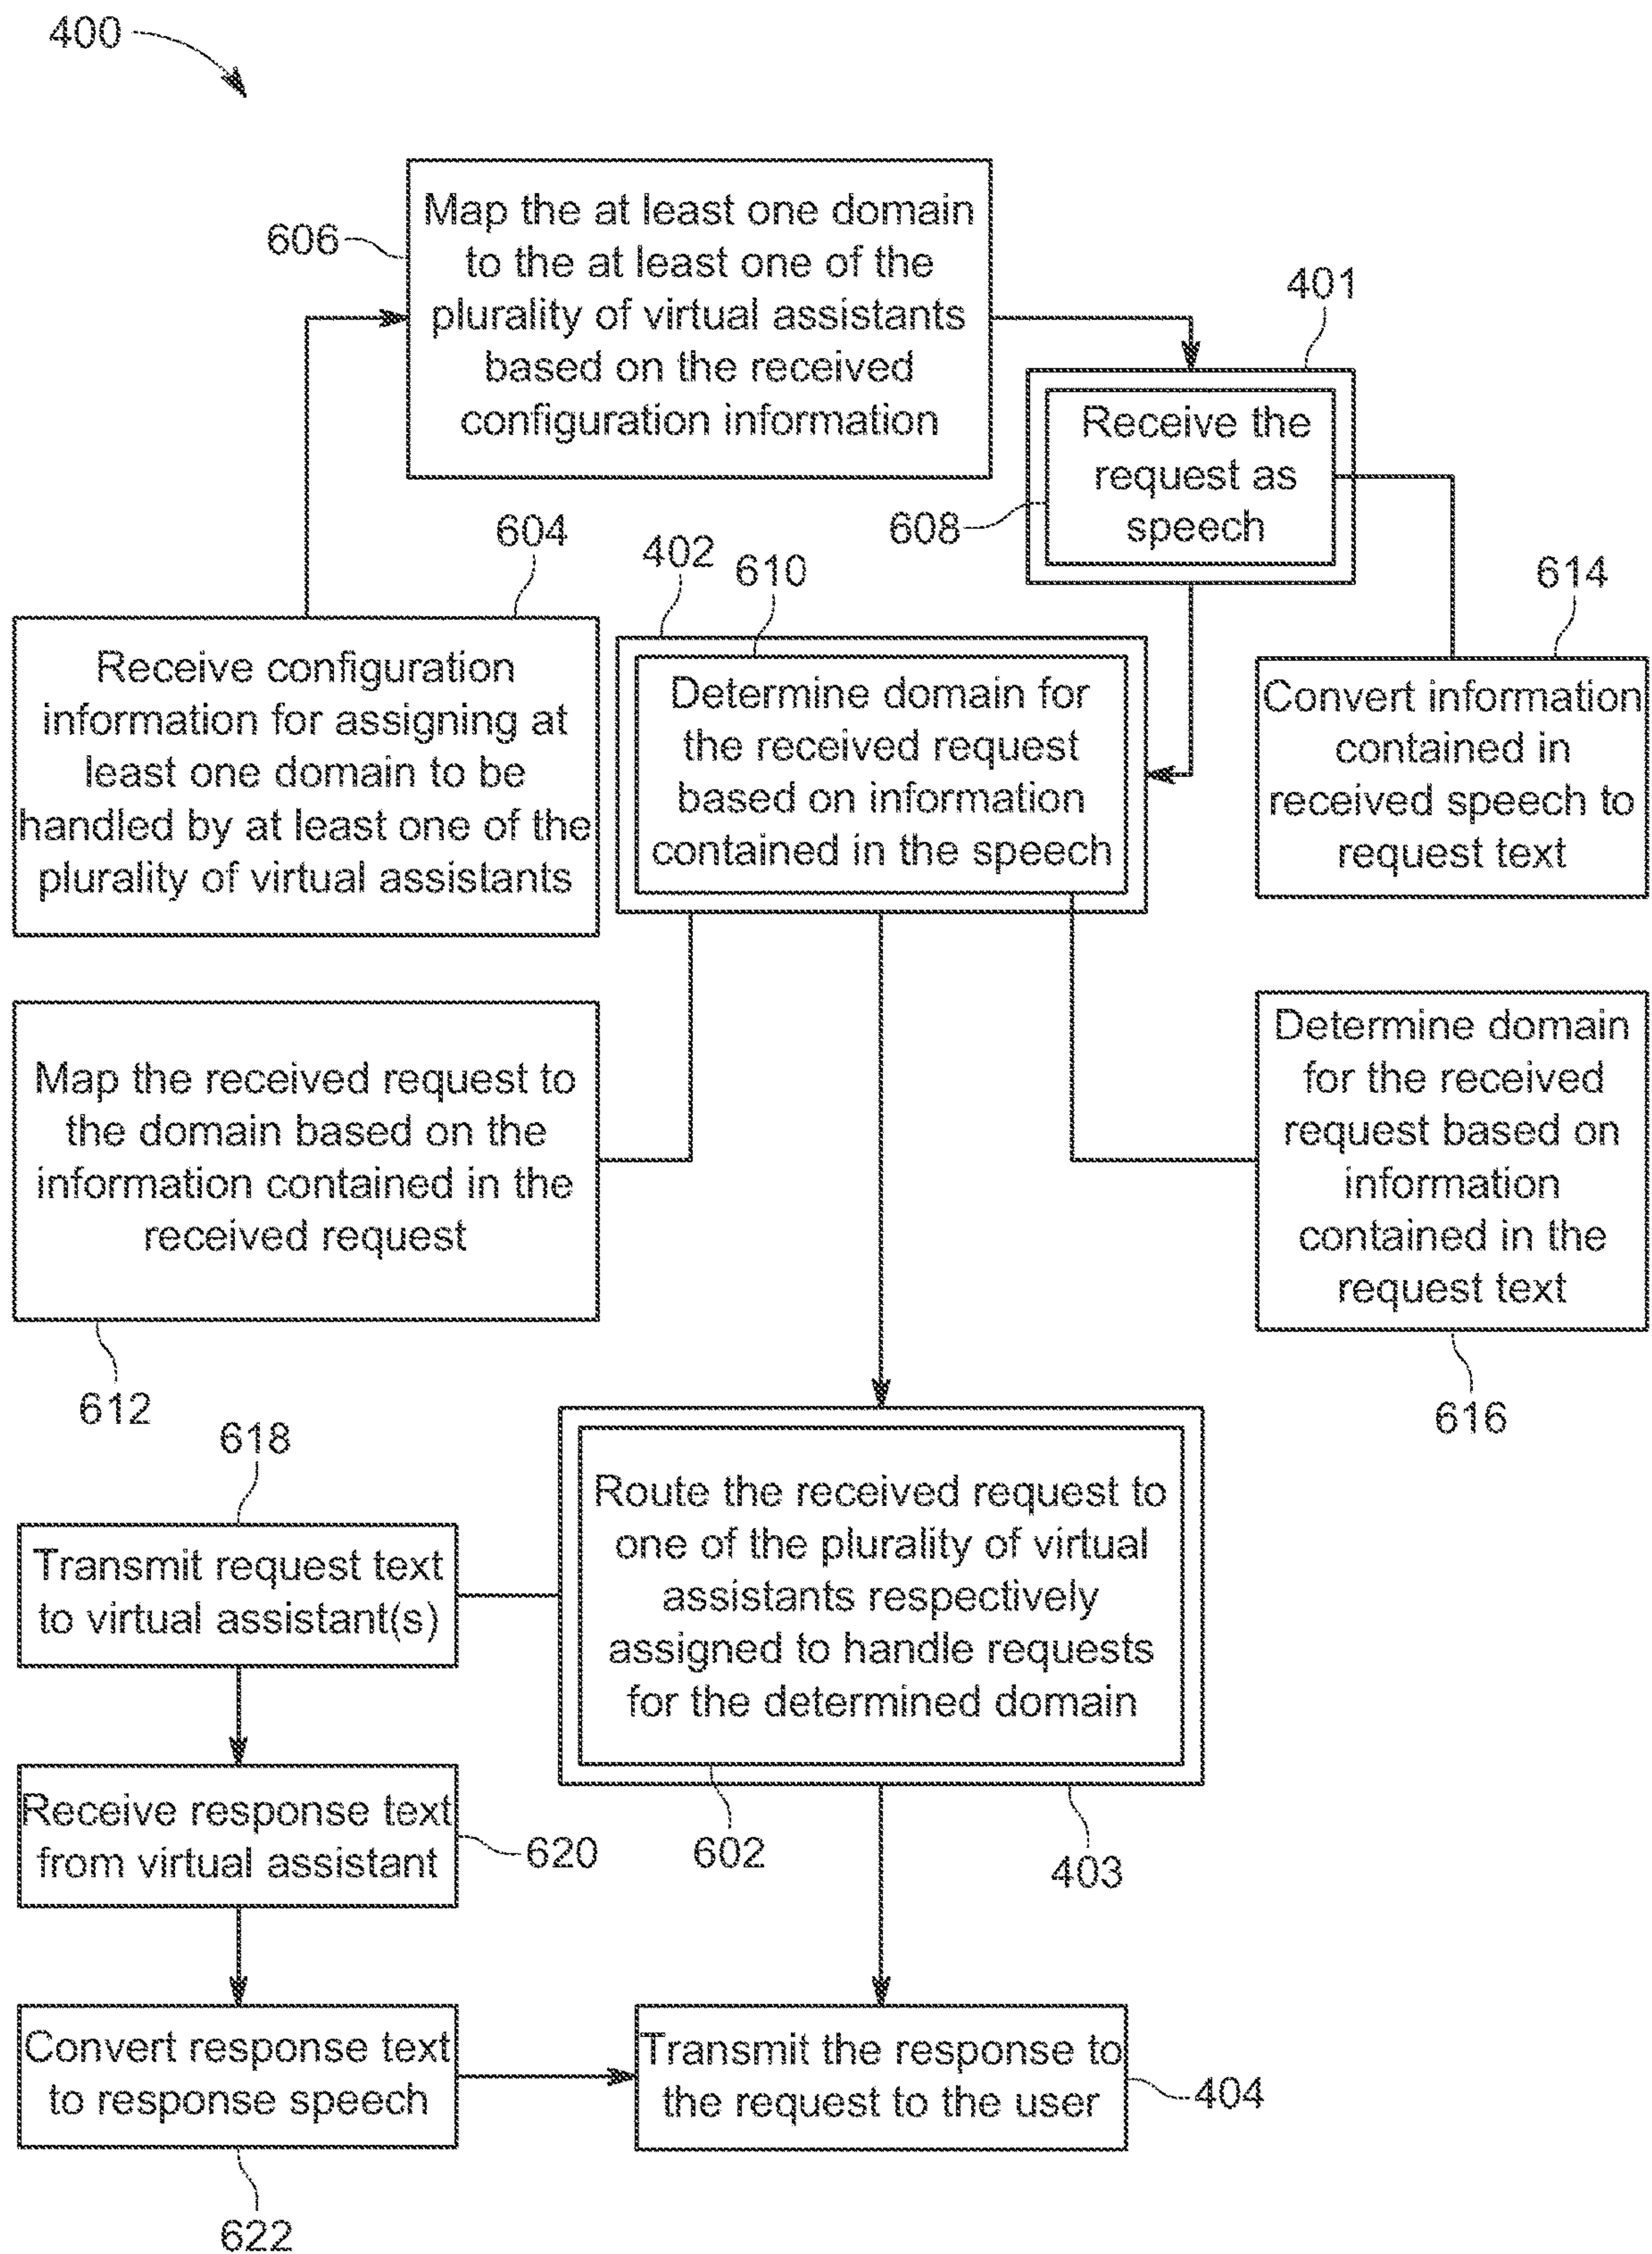 400
606
Map the at least one domain
to the at least one of the
plurality of virtual assistants
based on the received
configuration information
401
608
Receive the
request as
speech
604
Receive configuration
information for assigning at
least one domain to be
handled by at least one of the
plurality of virtual assistants
402
610
Determine domain for
the received request
based on information
contained in the speech
614
Convert information
contained in
received speech to
request text
Map the received request to
the domain based on the
information contained in the
received request
612
Determine domain
for the received
request based on
information
contained in the
request text
616
618
Transmit request text
to virtual assistant(s)
Route the received request to
one of the plurality of virtual
assistants respectively
assigned to handle requests
for the determined domain
602
403
Receive response text
from virtual assistant
620
Convert response text
to response speech
622
Transmit the response to
the request to the user
404